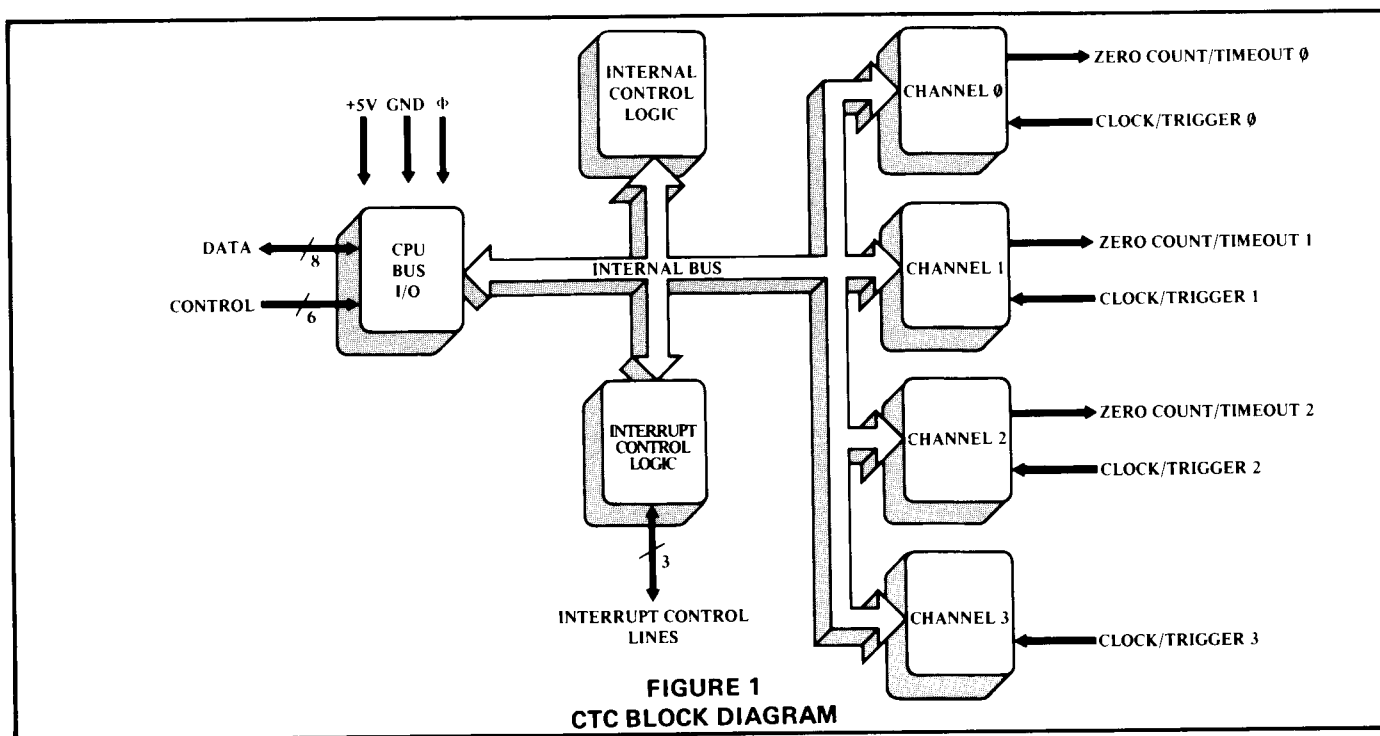 +5V GND Φ
DATA
8
CONTROL
6
CPU
BUS
I/O
INTERNAL
CONTROL
LOGIC
INTERNAL BUS
INTERRUPT
CONTROL
LOGIC
3
INTERRUPT CONTROL
LINES
CHANNEL Ø
ZERO COUNT/TIMEOUT Ø
CLOCK/TRIGGER Ø
CHANNEL 1
ZERO COUNT/TIMEOUT 1
CLOCK/TRIGGER 1
CHANNEL 2
ZERO COUNT/TIMEOUT 2
CLOCK/TRIGGER 2
CHANNEL 3
CLOCK/TRIGGER 3
FIGURE 1
CTC BLOCK DIAGRAM